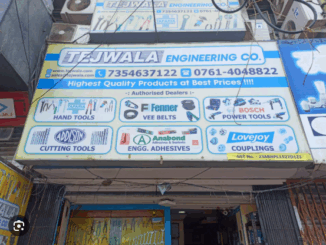 TEJWALA ENGINEERING CO.
7354637122 0761-4048822
Highest Quality Products at Best Prices !!!!
Authorized Dealers
HAND TOOLS
Fenner
VEE BELTS
BOSCH
POWER TOOLS
ADDISON
CUTTING TOOLS
Anabond
ENGG. ADHESIVES
Lovejoy
COUPLINGS